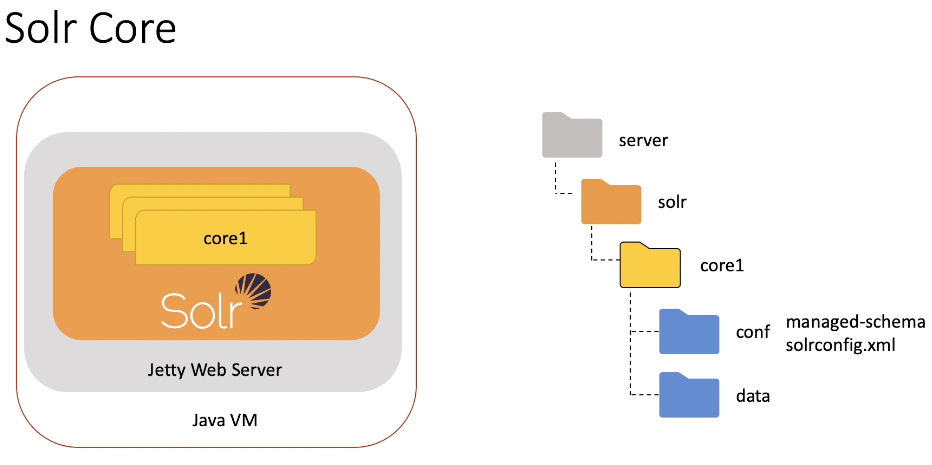 Solr Core
core1
Solr
Jetty Web Server
Java VM
server
solr
core1
conf managed-schema
solrconfig.xml
data